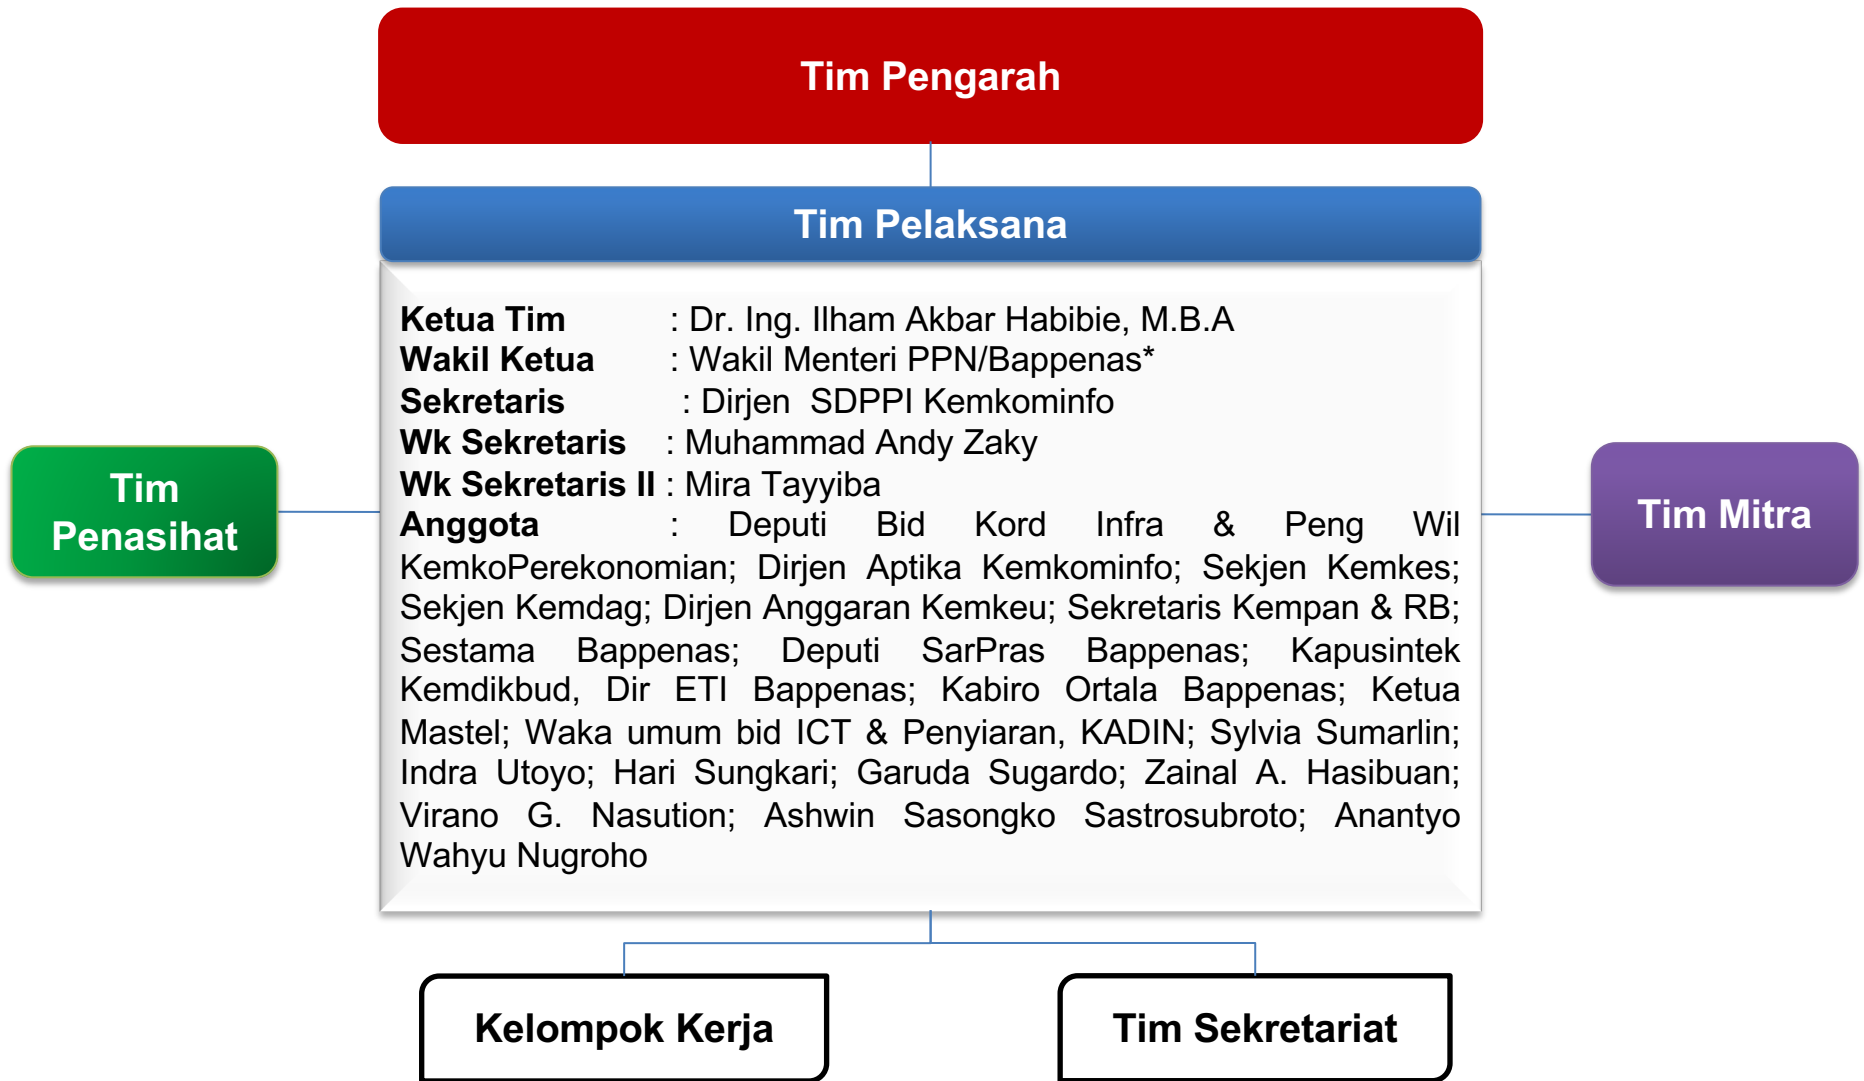 Tim Pengarah
Tim Pelaksana
Ketua Tim : Dr. Ing. Ilham Akbar Habibie, M.B.A
Wakil Ketua : Wakil Menteri PPN/Bappenas*
Sekretaris : Dirjen SDPPI Kemkominfo
Wk Sekretaris : Muhammad Andy Zaky
Wk Sekretaris II : Mira Tayyiba
Anggota : Deputi Bid Kord Infra & Peng Wil
KemkoPerekonomian; Dirjen Aptika Kemkominfo; Sekjen Kemkes;
Sekjen Kemdag; Dirjen Anggaran Kemkeu; Sekretaris Kempan & RB;
Sestama Bappenas; Deputi SarPras Bappenas; Kapusintek
Kemdikbud, Dir ETI Bappenas; Kabiro Ortala Bappenas; Ketua
Mastel; Waka umum bid ICT & Penyiaran, KADIN; Sylvia Sumarlin;
Indra Utoyo; Hari Sungkari; Garuda Sugardo; Zainal A. Hasibuan;
Virano G. Nasution; Ashwin Sasongko Sastrosubroto; Anantyo
Wahyu Nugroho
Tim
Penasihat
Tim Mitra
Kelompok Kerja
Tim Sekretariat